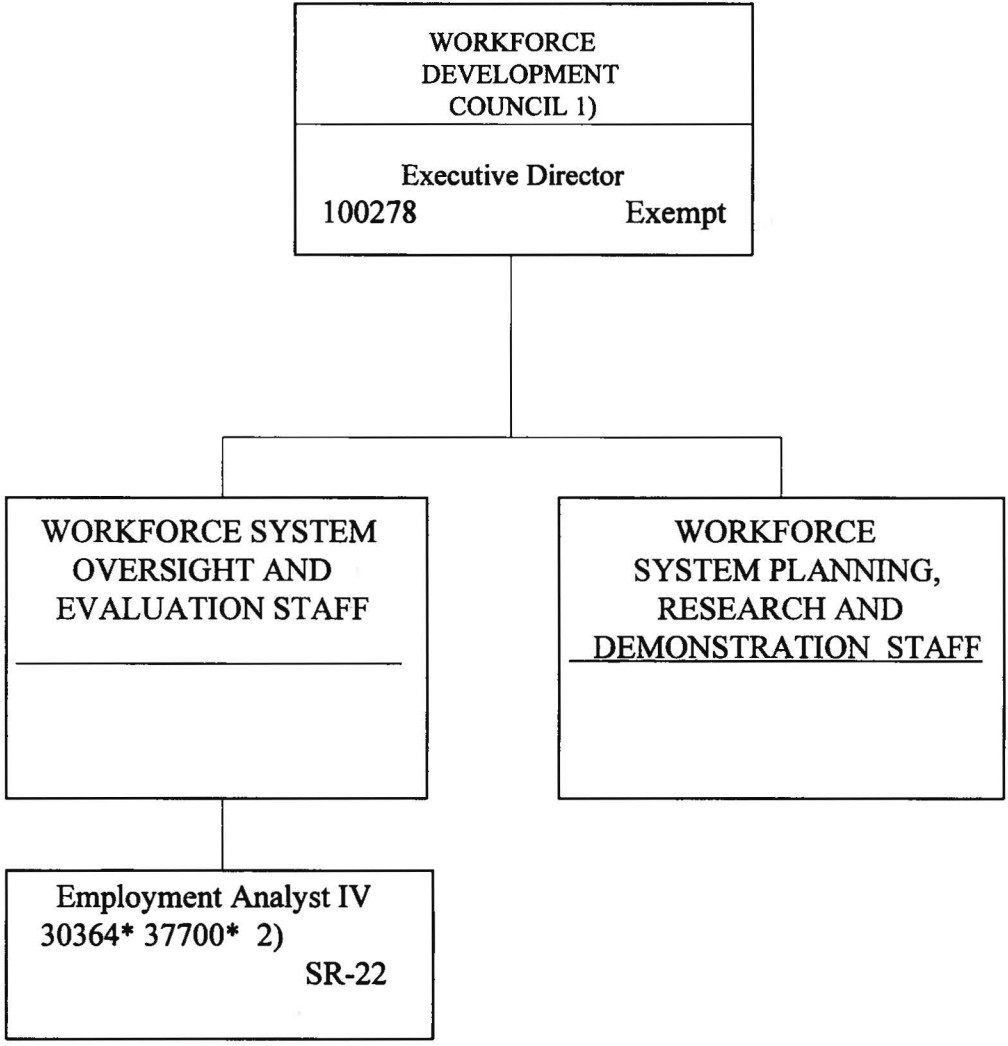 WORKFORCE
DEVELOPMENT
COUNCIL 1)
Executive Director
100278 Exempt
WORKFORCE SYSTEM
OVERSIGHT AND
EVALUATION STAFF
WORKFORCE
SYSTEM PLANNING,
RESEARCH AND
DEMONSTRATION STAFF
Employment Analyst IV
30364* 37700* 2)
SR-22